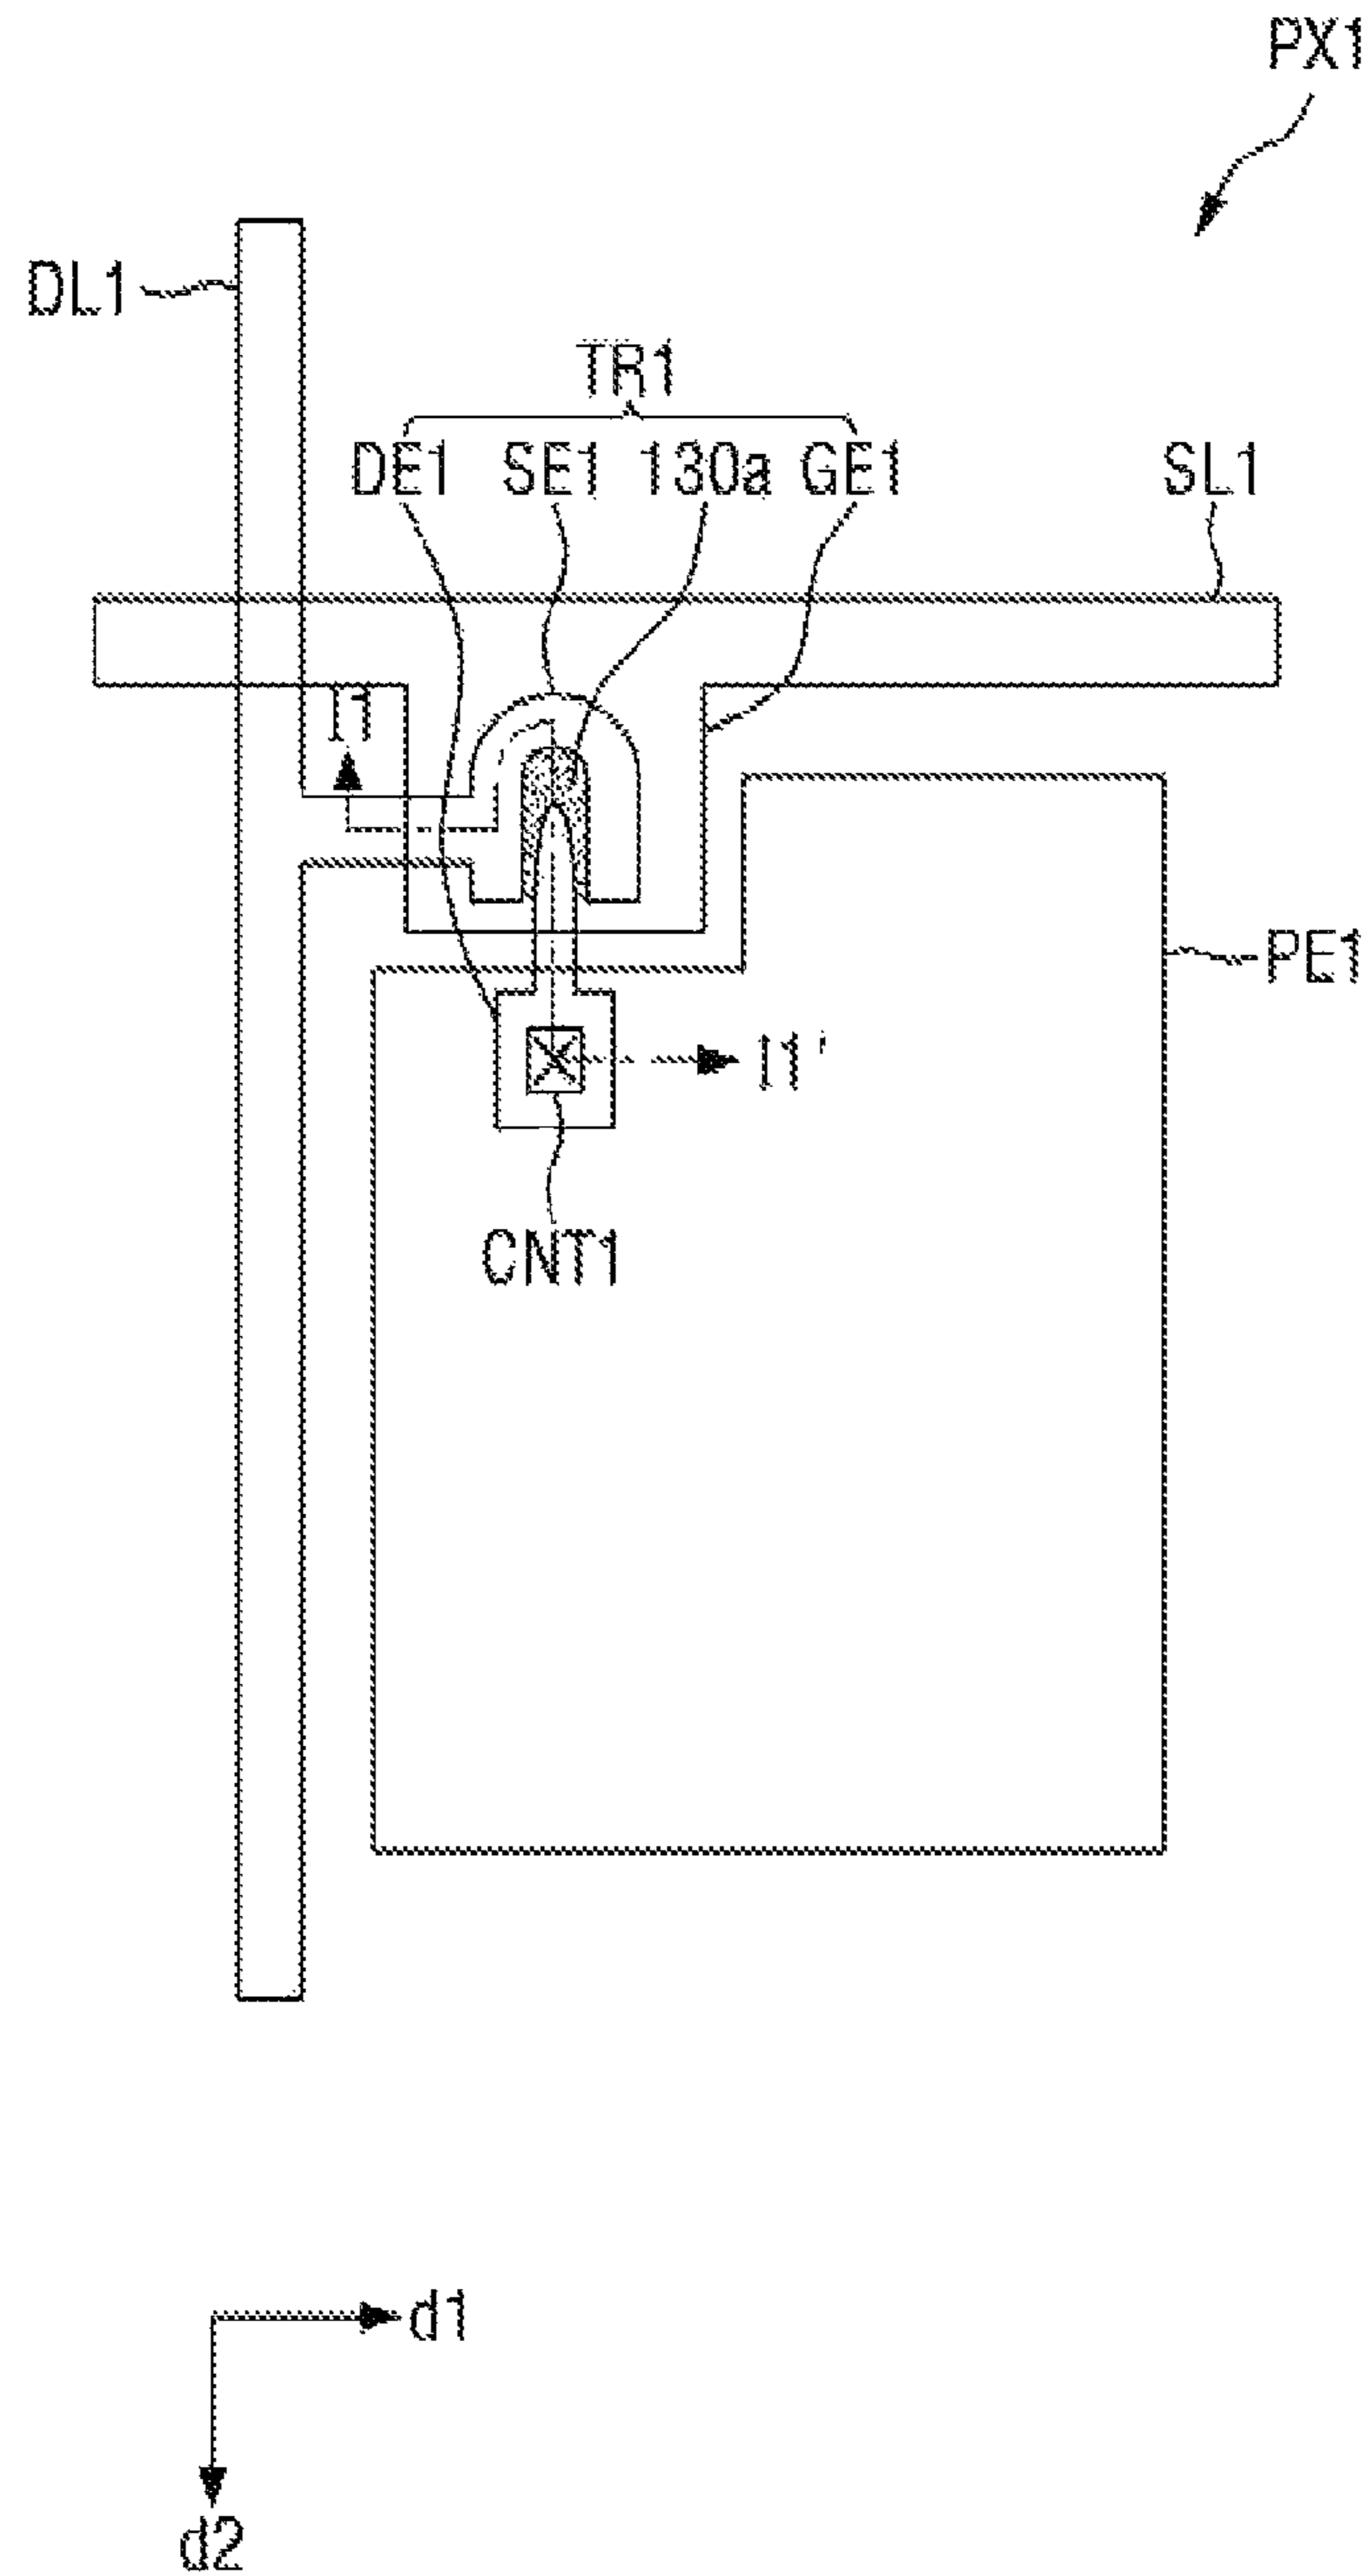 PX1
DL1
TR1
DE1 SE1 130a GE1
SL1
I1
PE1
I1'
CNT1
d1
d2